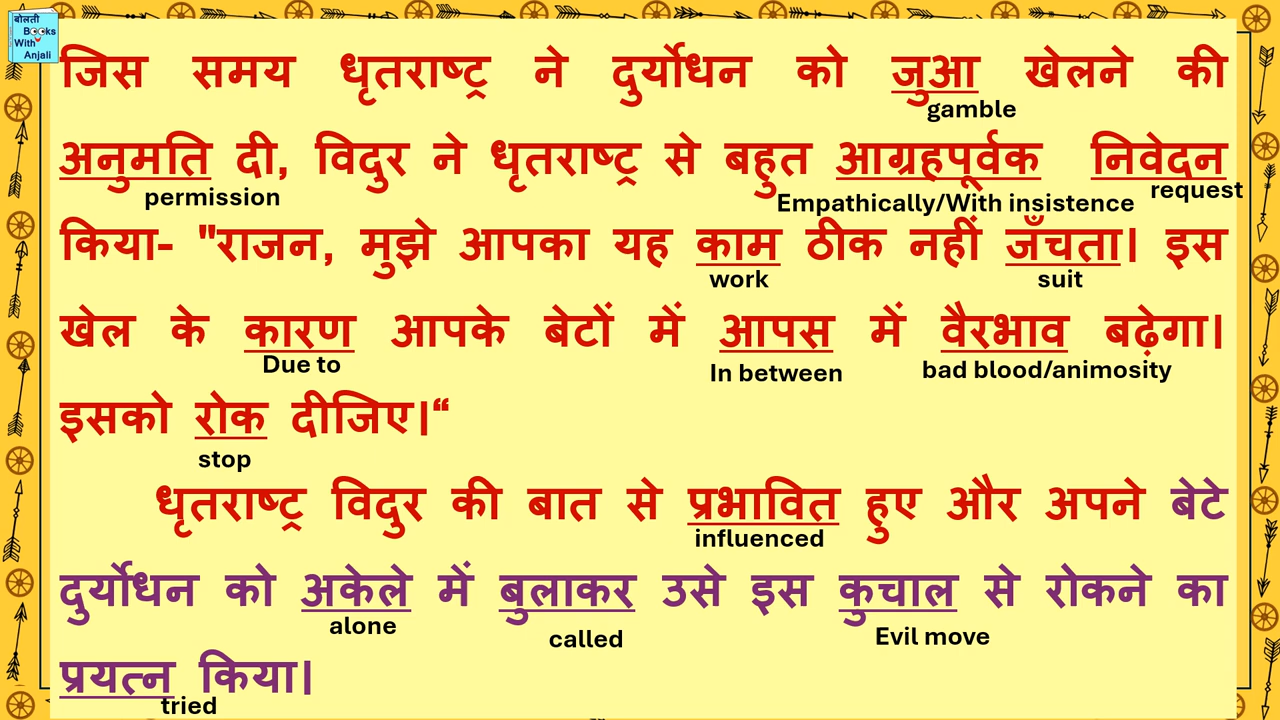 बोलती
Books
With
Anjali
जिस समय धृतराष्ट्र ने दुर्योधन को जुआ खेलने की
gamble
अनुमति दी, विदुर ने धृतराष्ट्र से बहुत आग्रहपूर्वक निवेदन
permission Empathically/With insistence request
किया- "राजन, मुझे आपका यह काम ठीक नहीं जँचता। इस
work suit
खेल के कारण आपके बेटों में आपस में वैरभाव बढ़ेगा।
Due to In between bad blood/animosity
इसको रोक दीजिए।“
stop
धृतराष्ट्र विदुर की बात से प्रभावित हुए और अपने बेटे
influenced
दुर्योधन को अकेले में बुलाकर उसे इस कुचाल से रोकने का
alone called Evil move
प्रयत्न किया।
tried